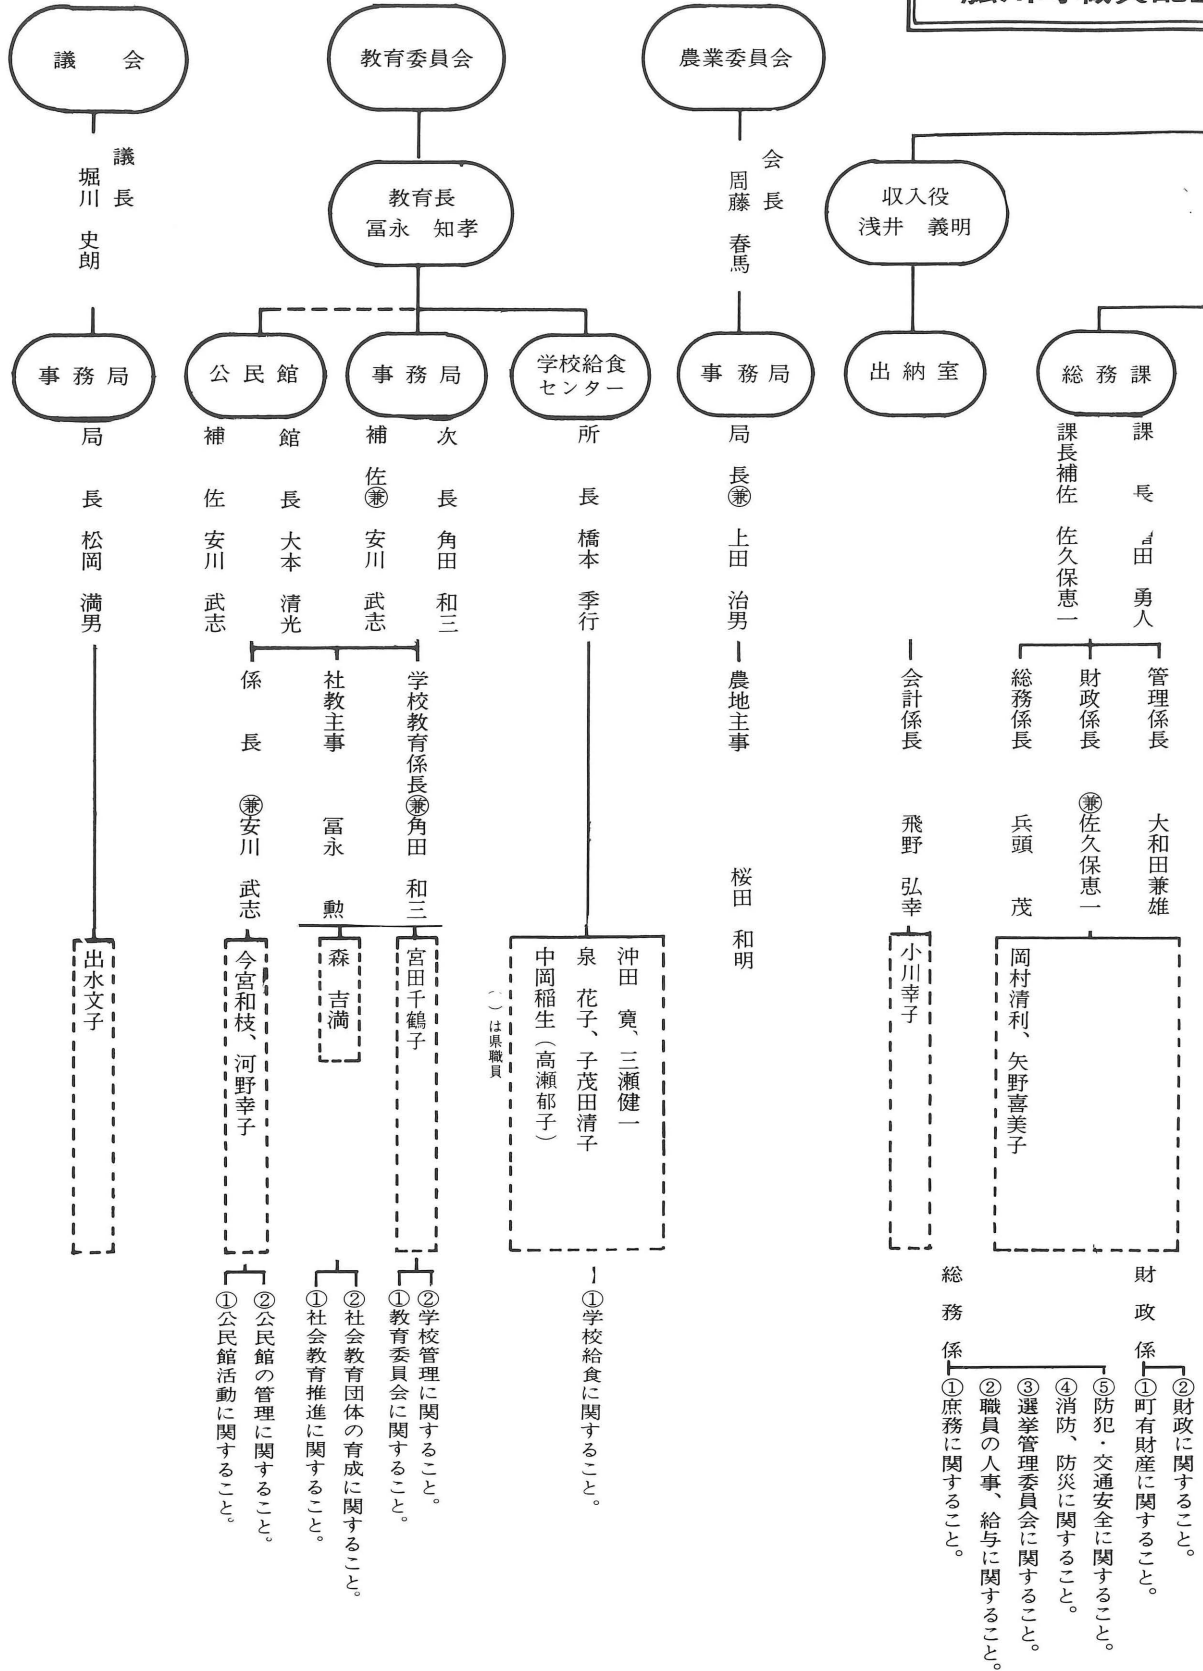 議会
議長 堀川 史朗
事務局
局長 松岡 満男
出水文子
教育委員会
教育長
冨永 知孝
公民館
館長 大本 清光
補佐 安川 武志
事務局
次長 角田 和三
補佐㊟兼 安川 武志
学校教育係長 兼 角田 和三
社教主事 冨永 勲
係長 兼 安川 武志
宮田千鶴子
森 吉満
今宮和枝、河野幸子
①教育委員会に関すること。
②学校管理に関すること。
①社会教育推進に関すること。
②社会教育団体の育成に関すること。
①公民館活動に関すること。
②公民館の管理に関すること。
学校給食
センター
所長 橋本 季行
沖田 寛、三瀬健一
泉 花子、子茂田清子
中岡稲生(高瀬郁子)
( )は県職員
①学校給食に関すること。
農業委員会
会長 周藤 春馬
事務局
局長 兼 上田 治男
農地主事 桜田 和明
収入役
浅井 義明
出納室
会計係長 飛野 弘幸
小川幸子
総務課
課長 田 勇人
課長補佐 佐久保恵一
管理係長 大和田兼雄
財政係長 兼 佐久保恵一
総務係長 兵頭 茂
岡村清利、矢野喜美子
財政係
①町有財産に関すること。
②財政に関すること。
総務係
①庶務に関すること。
②職員の人事、給与に関すること。
③選挙管理委員会に関すること。
④消防、防災に関すること。
⑤防犯・交通安全に関すること。